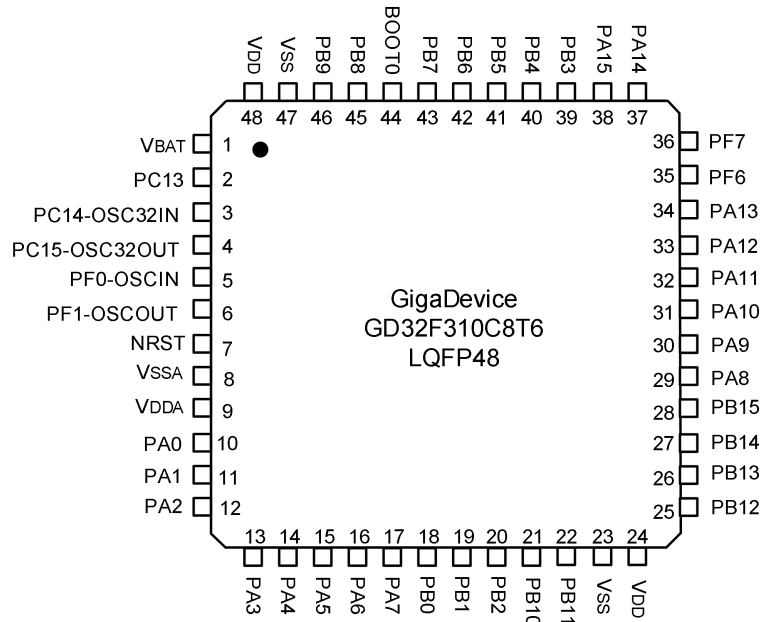 VDD
VSS
PB9
PB8
BOOT0
PB7
PB6
PB5
PB4
PB3
PA15
PA14
48 47 46 45 44 43 42 41 40 39 38 37
VBAT 1
PC13 2
PC14-OSC32IN 3
PC15-OSC32OUT 4
PF0-OSCIN 5
PF1-OSCOUT 6
NRST 7
VSSA 8
VDDA 9
PA0 10
PA1 11
PA2 12
GigaDevice
GD32F310C8T6
LQFP48
36 PF7
35 PF6
34 PA13
33 PA12
32 PA11
31 PA10
30 PA9
29 PA8
28 PB15
27 PB14
26 PB13
25 PB12
13 14 15 16 17 18 19 20 21 22 23 24
PA3
PA4
PA5
PA6
PA7
PB0
PB1
PB2
PB10
PB11
VSS
VDD